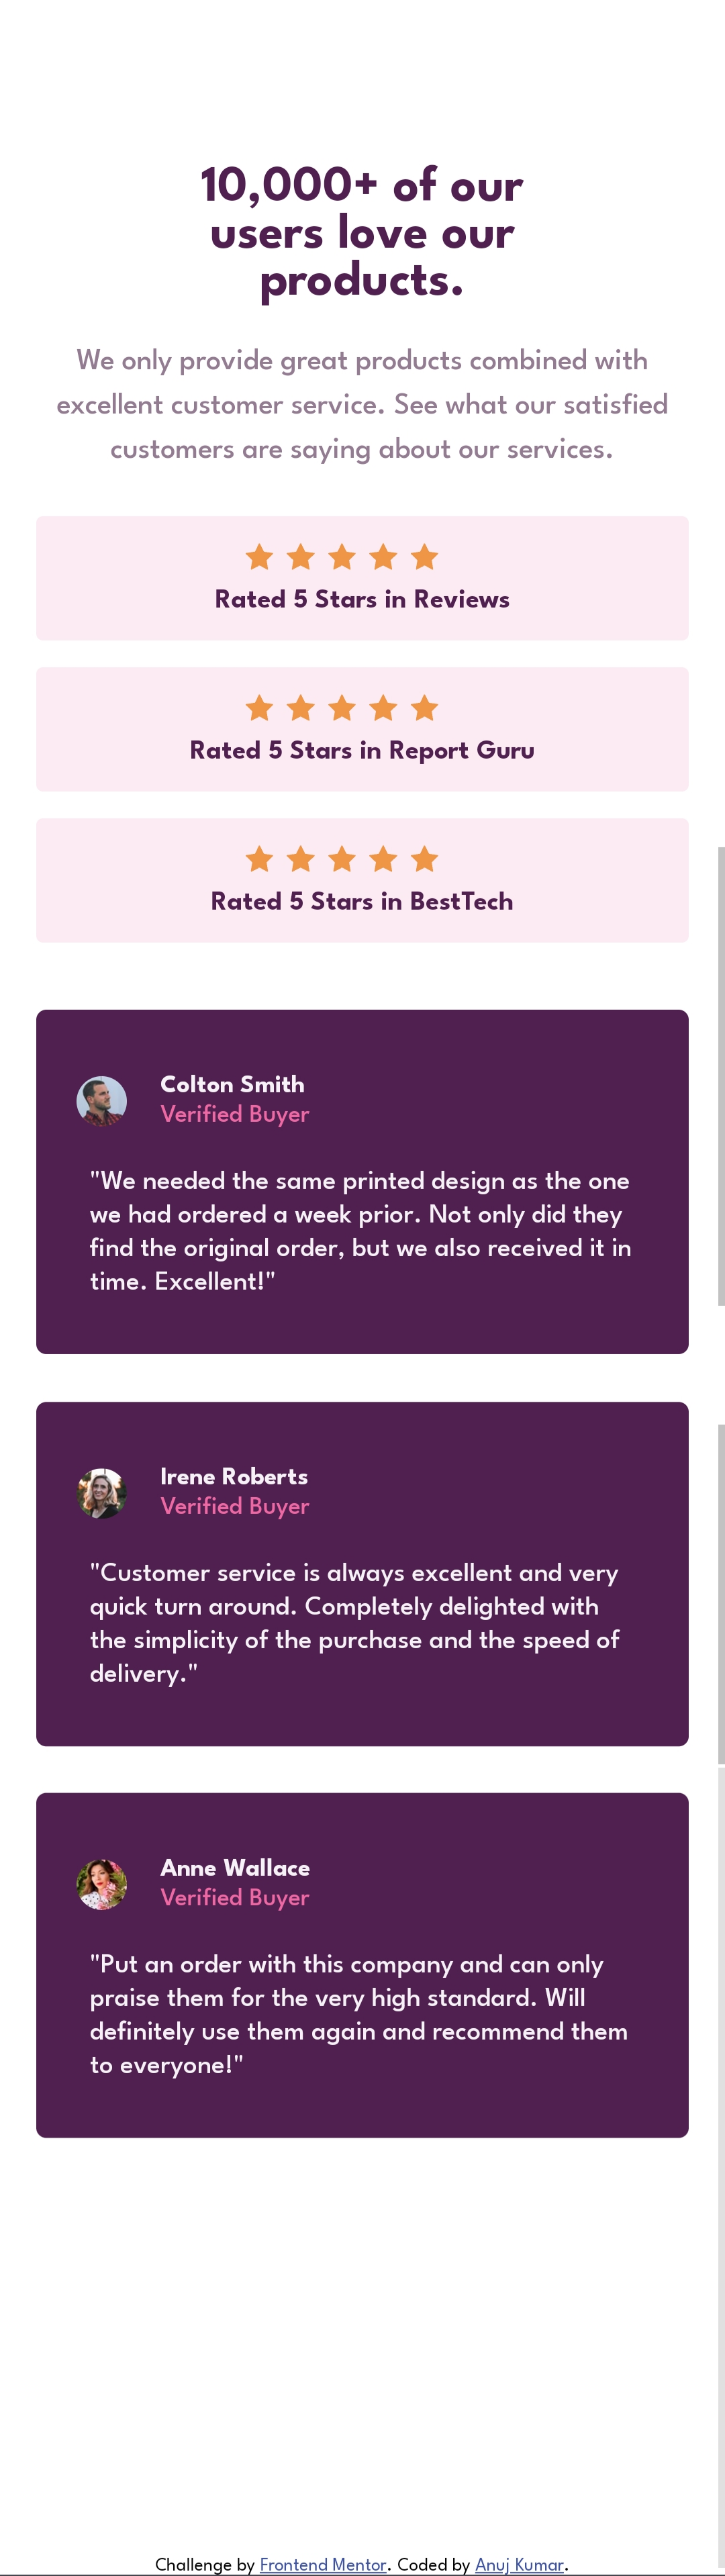 10,000+ of our
users love our
products.
We only provide great products combined with
excellent customer service. See what our satisfied
customers are saying about our services.
Rated 5 Stars in Reviews
Rated 5 Stars in Report Guru
Rated 5 Stars in BestTech
Colton Smith
Verified Buyer
"We needed the same printed design as the one
we had ordered a week prior. Not only did they
find the original order, but we also received it in
time. Excellent!"
Irene Roberts
Verified Buyer
"Customer service is always excellent and very
quick turn around. Completely delighted with
the simplicity of the purchase and the speed of
delivery."
Anne Wallace
Verified Buyer
"Put an order with this company and can only
praise them for the very high standard. Will
definitely use them again and recommend them
to everyone!"
Challenge by Frontend Mentor. Coded by Anuj Kumar.